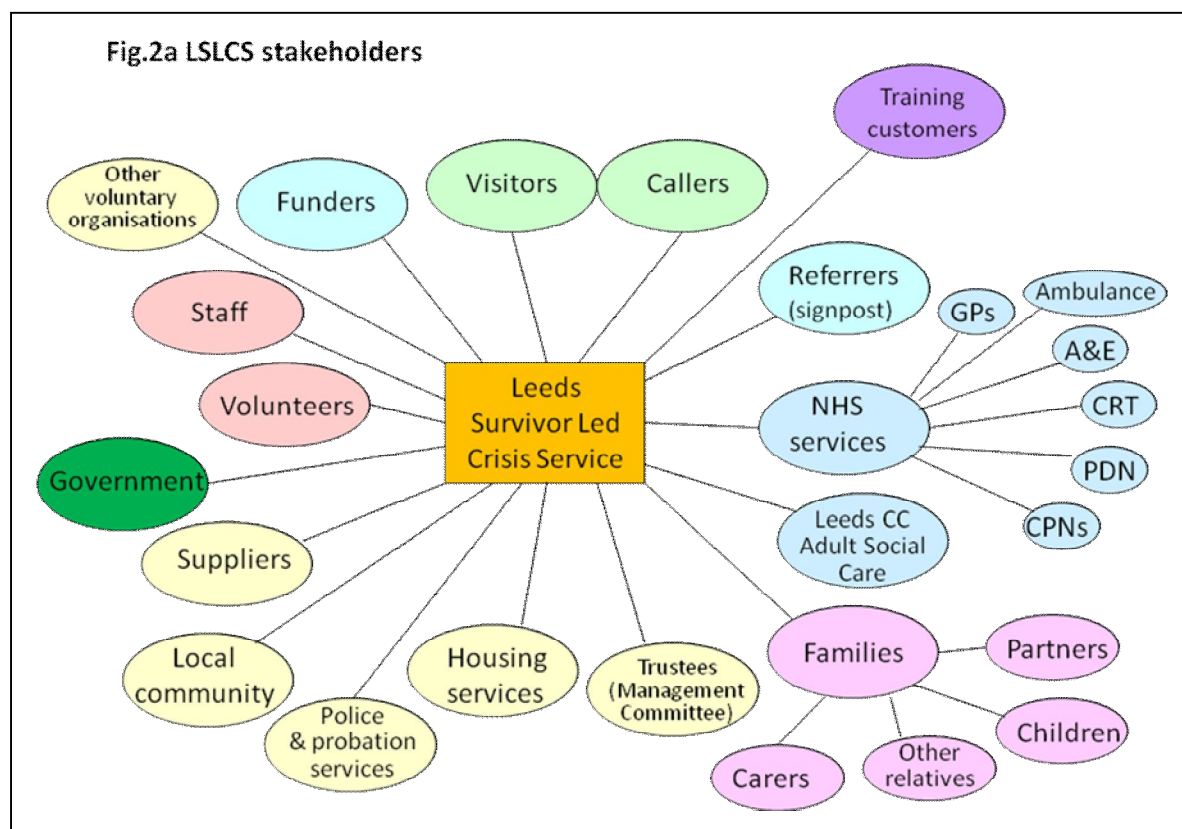 Fig.2a LSLCS stakeholders
Training
customers
Other
voluntary
organisations
Funders
Visitors
Callers
Staff
Referrers
(signpost)
GPs
Ambulance
A&E
CRT
PDN
CPNs
NHS
services
Volunteers
Leeds
Survivor Led
Crisis Service
Government
Suppliers
Leeds CC
Adult Social
Care
Local
community
Police
& probation
services
Housing
services
Trustees
(Management
Committee)
Families
Partners
Children
Other
relatives
Carers